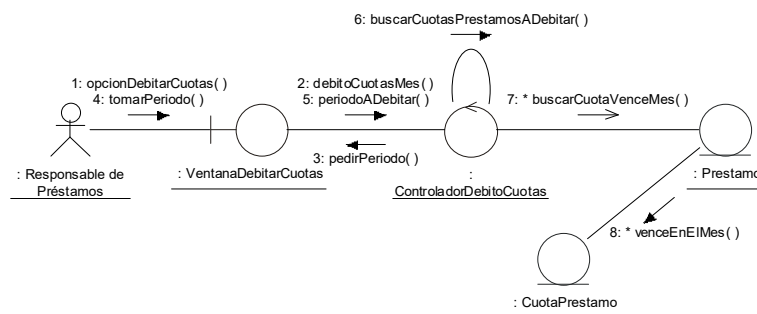 6: buscarCuotasPrestamosADebitar( )
1: opcionDebitarCuotas( )
4: tomarPeriodo( )
2: debitoCuotasMes( )
5: periodoADebitar( )
7: * buscarCuotaVenceMes( )
3: pedirPeriodo( )
: Responsable de
Préstamos
: VentanaDebitarCuotas
:
ControladorDebitoCuotas
: Prestamo
8: * venceEnElMes( )
: CuotaPrestamo